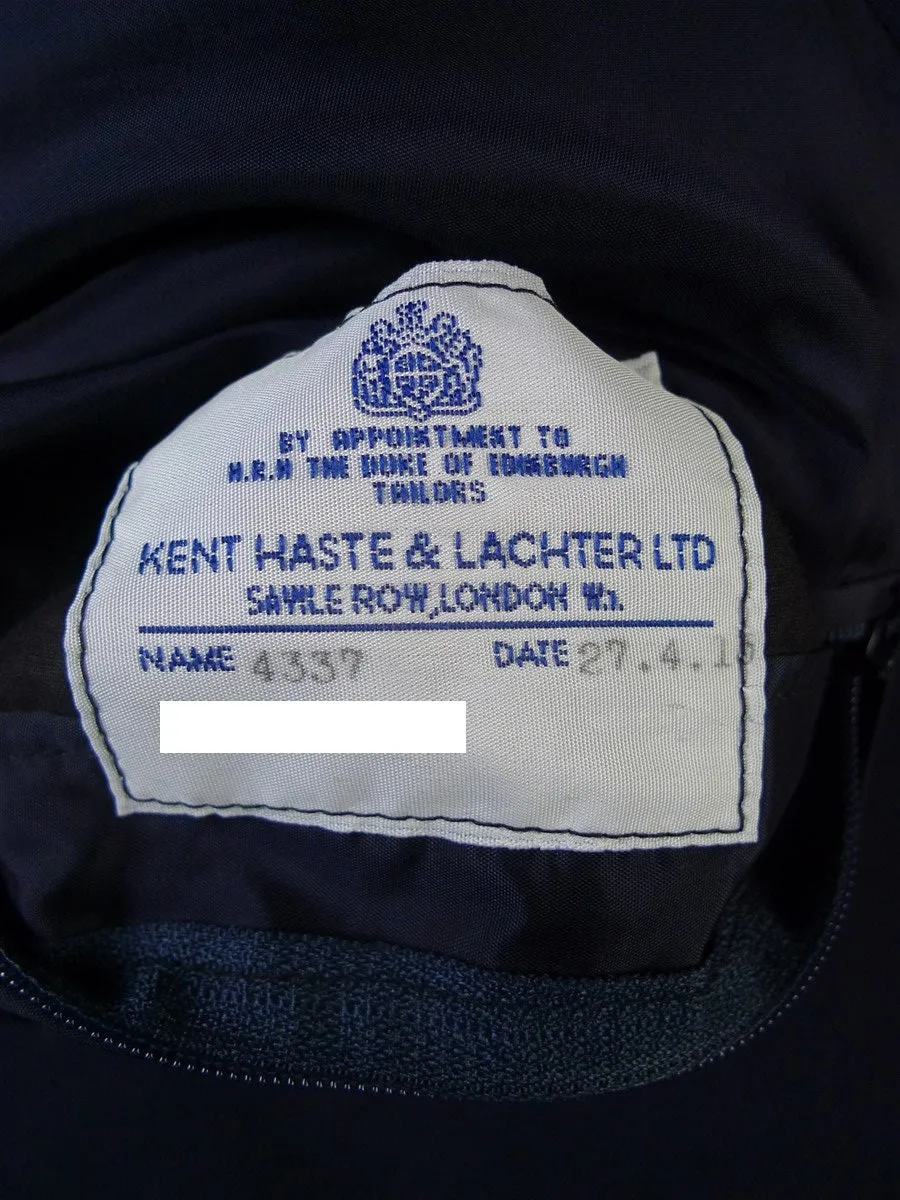 BY APPOINTMENT TO
H.R.H THE DUKE OF EDINBURGH
TAILORS
KENT HASTE & LACHTER LTD
SAVILE ROW, LONDON W1.
NAME 4337 DATE 27.4.16